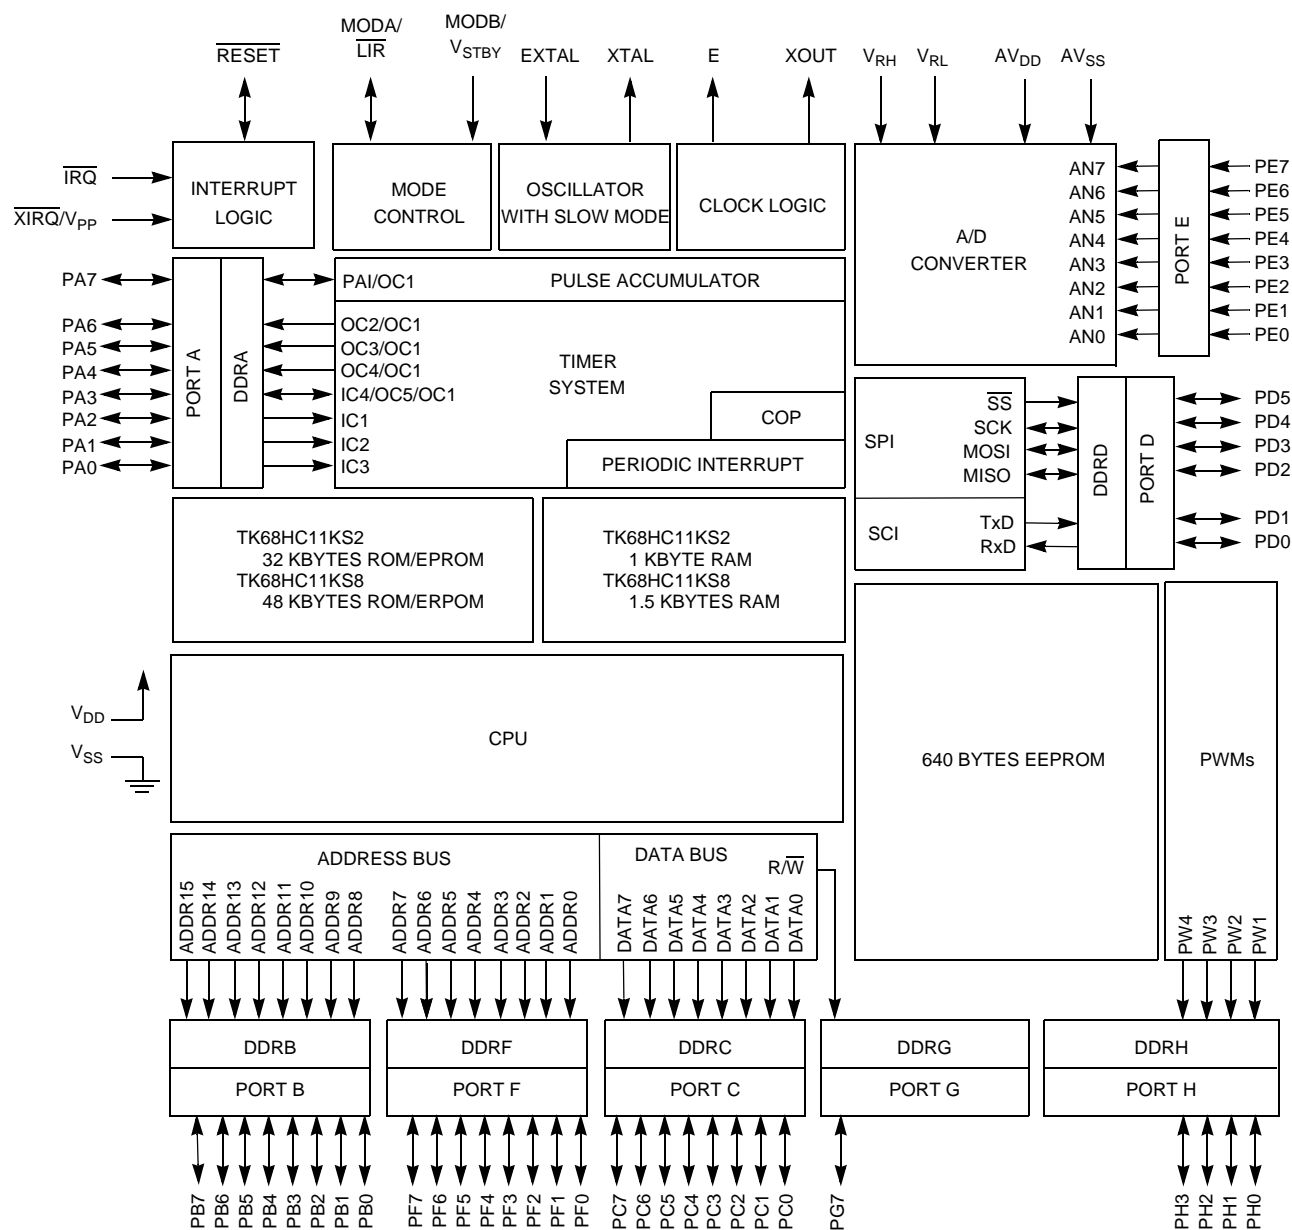 MODA/
LIR
MODB/
VSTBY
RESET
EXTAL
XTAL
E
XOUT
VRH
VRL
AVDD
AVSS
IRQ
XIRQ/VPP
INTERRUPT
LOGIC
MODE
CONTROL
OSCILLATOR
WITH SLOW MODE
CLOCK LOGIC
A/D
CONVERTER
AN7
AN6
AN5
AN4
AN3
AN2
AN1
AN0
PORT E
PE7
PE6
PE5
PE4
PE3
PE2
PE1
PE0
PA7
PA6
PA5
PA4
PA3
PA2
PA1
PA0
PORT A
DDRA
PAI/OC1
PULSE ACCUMULATOR
OC2/OC1
OC3/OC1
OC4/OC1
IC4/OC5/OC1
IC1
IC2
IC3
TIMER
SYSTEM
COP
PERIODIC INTERRUPT
SPI
SS
SCK
MOSI
MISO
SCI
TxD
RxD
DDRD
PORT D
PD5
PD4
PD3
PD2
PD1
PD0
TK68HC11KS2
32 KBYTES ROM/EPROM
TK68HC11KS8
48 KBYTES ROM/ERPOM
TK68HC11KS2
1 KBYTE RAM
TK68HC11KS8
1.5 KBYTES RAM
VDD
VSS
CPU
640 BYTES EEPROM
PWMs
ADDRESS BUS
DATA BUS
R/W
ADDR15
ADDR14
ADDR13
ADDR12
ADDR11
ADDR10
ADDR9
ADDR8
ADDR7
ADDR6
ADDR5
ADDR4
ADDR3
ADDR2
ADDR1
ADDR0
DATA7
DATA6
DATA5
DATA4
DATA3
DATA2
DATA1
DATA0
PW4
PW3
PW2
PW1
DDRB
DDRF
DDRC
DDRG
DDRH
PORT B
PORT F
PORT C
PORT G
PORT H
PB7
PB6
PB5
PB4
PB3
PB2
PB1
PB0
PF7
PF6
PF5
PF4
PF3
PF2
PF1
PF0
PC7
PC6
PC5
PC4
PC3
PC2
PC1
PC0
PG7
PH3
PH2
PH1
PH0